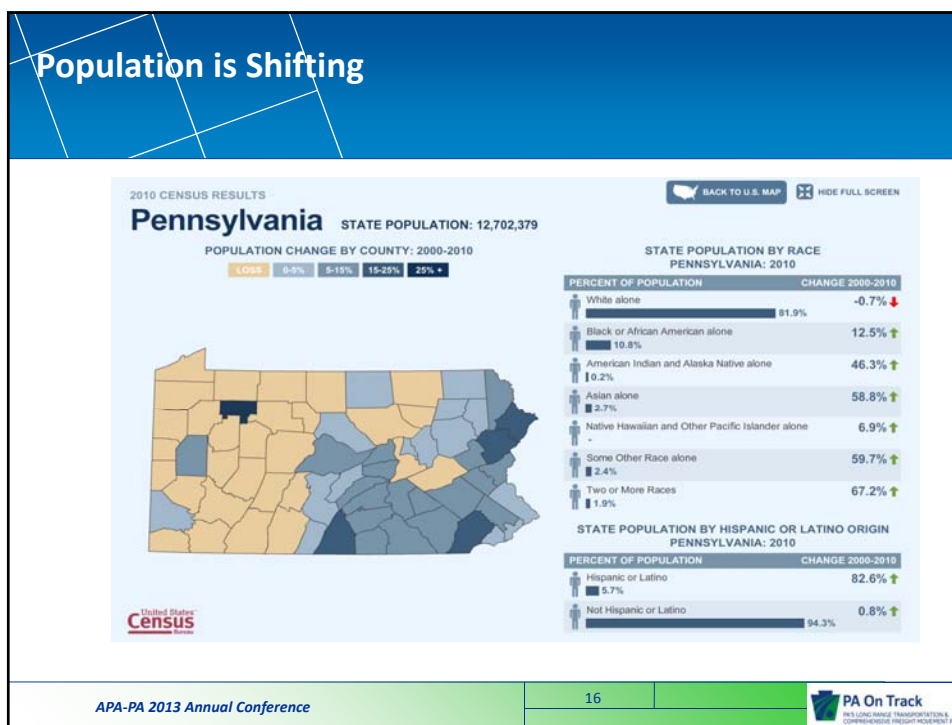 Population is Shifting
2010 CENSUS RESULTS
BACK TO U.S. MAP
HIDE FULL SCREEN
Pennsylvania STATE POPULATION: 12,702,379
POPULATION CHANGE BY COUNTY: 2000-2010
LOSS 0-5% 5-15% 15-25% 25% +
STATE POPULATION BY RACE
PENNSYLVANIA: 2010
PERCENT OF POPULATION CHANGE 2000-2010
White alone -0.7%
81.9%
Black or African American alone 12.5%
10.8%
American Indian and Alaska Native alone 46.3%
0.2%
Asian alone 58.8%
2.7%
Native Hawaiian and Other Pacific Islander alone 6.9%
-
Some Other Race alone 59.7%
2.4%
Two or More Races 67.2%
1.9%
STATE POPULATION BY HISPANIC OR LATINO ORIGIN
PENNSYLVANIA: 2010
PERCENT OF POPULATION CHANGE 2000-2010
Hispanic or Latino 82.6%
5.7%
Not Hispanic or Latino 0.8%
94.3%
United States
Census
Bureau
APA-PA 2013 Annual Conference
16
PA On Track
PA'S LONG RANGE TRANSPORTATION &
COMPREHENSIVE FREIGHT MOVEMENT